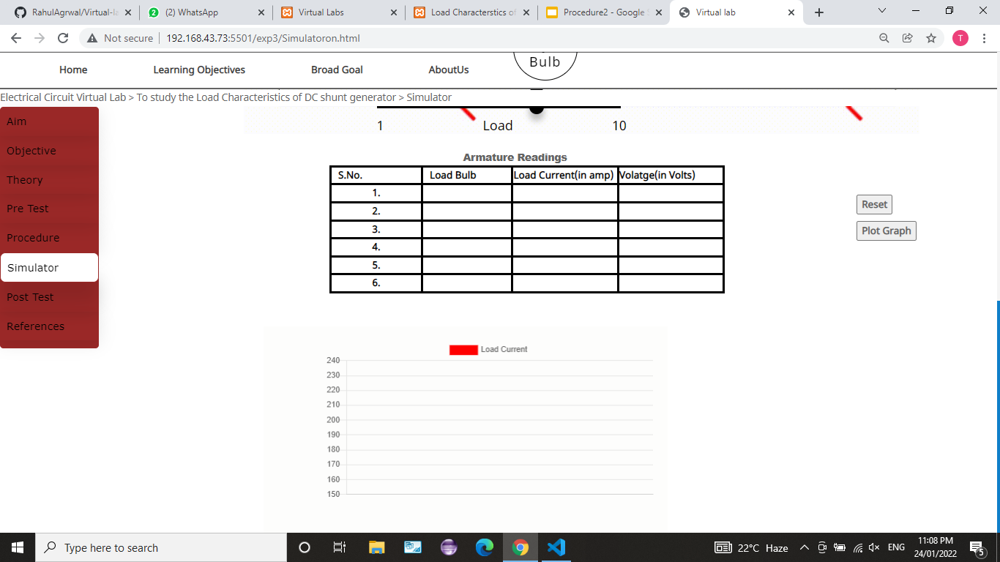 RahulAgrwal/Virtual-la
(2) WhatsApp
Virtual Labs
Load Characterstics of
Procedure2 - Google S
Virtual lab
Not secure
192.168.43.73:5501/exp3/Simulatoron.html
T
Home
Learning Objectives
Broad Goal
AboutUs
Bulb
Electrical Circuit Virtual Lab > To study the Load Characteristics of DC shunt generator > Simulator
Aim
Objective
Theory
Pre Test
Procedure
Simulator
Post Test
References
1 Load 10
Armature Readings
S.No. Load Bulb Load Current(in amp) Volatge(in Volts)
1.
2.
3.
4.
5.
6.
Reset
Plot Graph
Load Current
240
230
220
210
200
190
180
170
160
150
Type here to search
22°C Haze
ENG
11:08 PM
24/01/2022
5